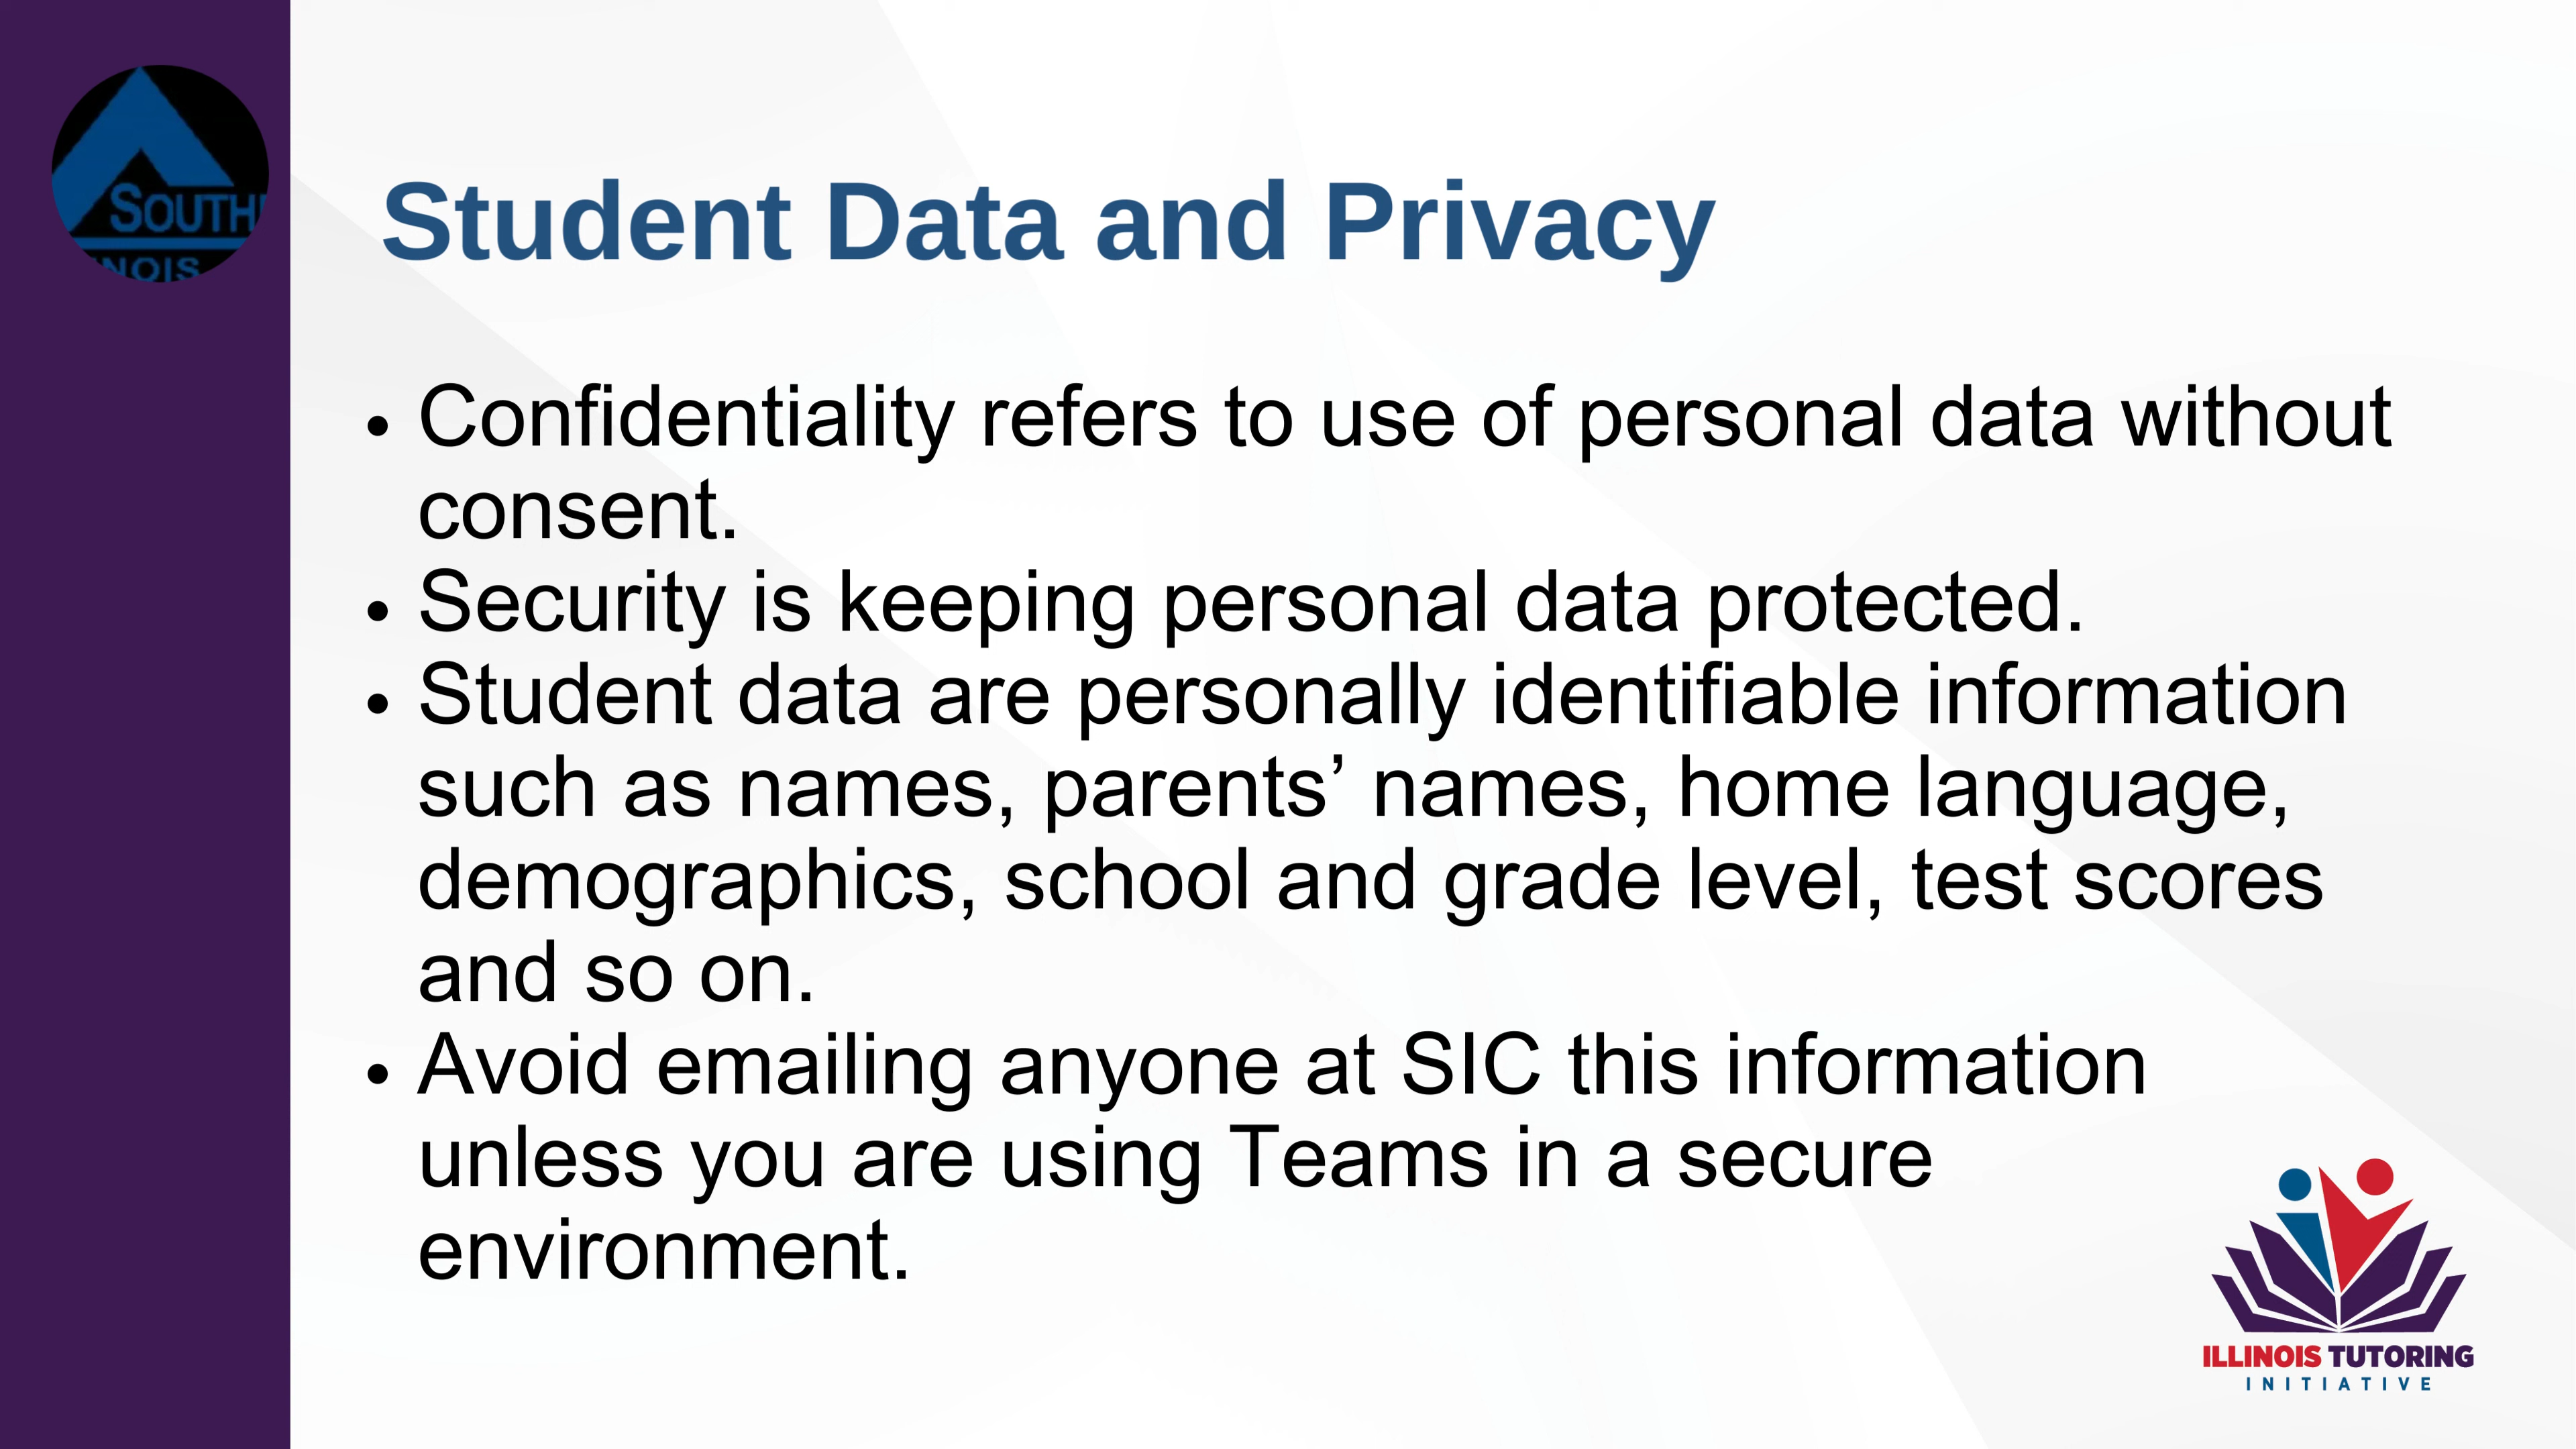 SOUTH
NOIS
Student Data and Privacy
• Confidentiality refers to use of personal data without
consent.
• Security is keeping personal data protected.
• Student data are personally identifiable information
such as names, parents’ names, home language,
demographics, school and grade level, test scores
and so on.
• Avoid emailing anyone at SIC this information
unless you are using Teams in a secure
environment.
ILLINOIS TUTORING
INITIATIVE